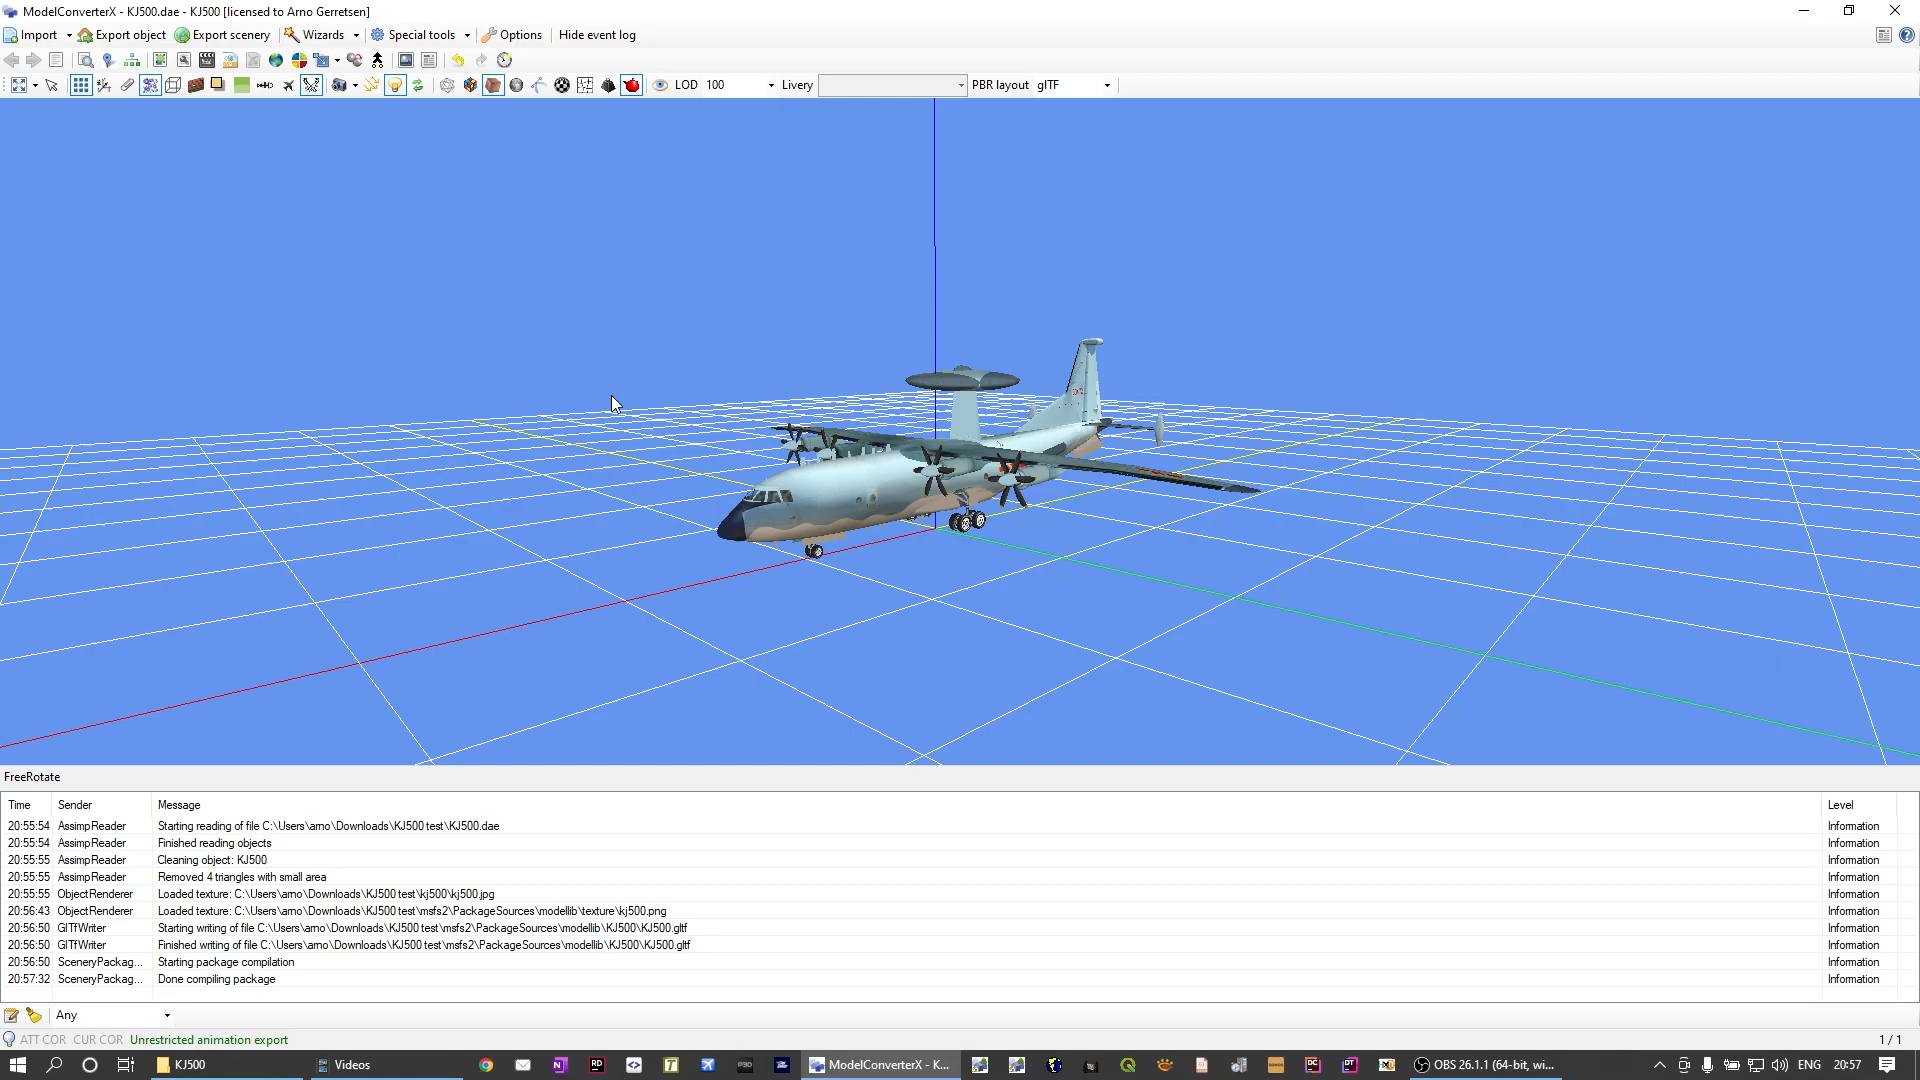 ModelConverterX - KJ500.dae - KJ500 [licensed to Arno Gerretsen]
Import Export object Export scenery Wizards Special tools Options Hide event log
LOD 100 Livery PBR layout glTF
FreeRotate
Time Sender Message Level
20:55:54 AssimpReader Starting reading of file C:\Users\arno\Downloads\KJ500 test\KJ500.dae Information
20:55:54 AssimpReader Finished reading objects Information
20:55:55 AssimpReader Cleaning object: KJ500 Information
20:55:55 AssimpReader Removed 4 triangles with small area Information
20:55:55 ObjectRenderer Loaded texture: C:\Users\arno\Downloads\KJ500 test\kj500\kj500.jpg Information
20:56:43 ObjectRenderer Loaded texture: C:\Users\arno\Downloads\KJ500 test\msfs2\PackageSources\modellib\texture\kj500.png Information
20:56:50 GlTfWriter Starting writing of file C:\Users\arno\Downloads\KJ500 test\msfs2\PackageSources\modellib\KJ500\KJ500.gltf Information
20:56:50 GlTfWriter Finished writing of file C:\Users\arno\Downloads\KJ500 test\msfs2\PackageSources\modellib\KJ500\KJ500.gltf Information
20:56:50 SceneryPackag... Starting package compilation Information
20:57:32 SceneryPackag... Done compiling package Information
Any
ATT COR CUR COR Unrestricted animation export 1 / 1
KJ500 Videos ModelConverterX - K... OBS 26.1.1 (64-bit, wi... ENG 20:57